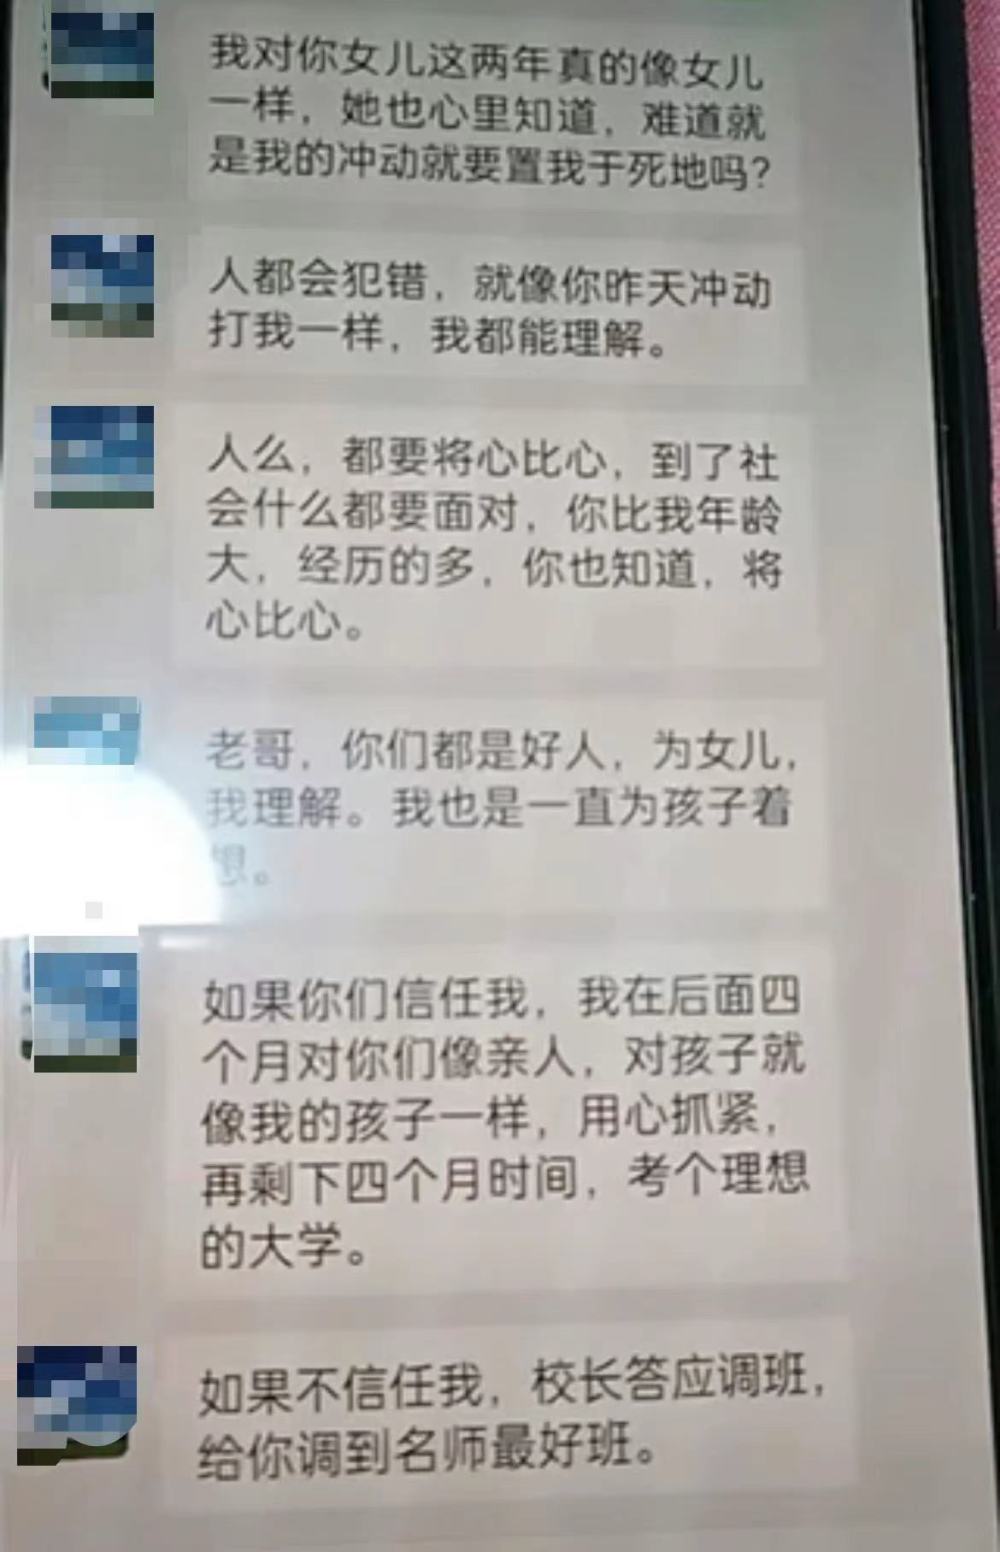 我对你女儿这两年真的像女儿
一样，她也心里知道，难道就
是我的冲动就要置我于死地吗？
人都会犯错，就像你昨天冲动
打我一样，我都能理解。
人么，都要将心比心，到了社
会什么都要面对，你比我年龄
大，经历的多，你也知道，将
心比心。
老哥，你们都是好人，为女儿，
我理解。我也是一直为孩子着
想。
如果你们信任我，我在后面四
个月对你们像亲人，对孩子就
像我的孩子一样，用心抓紧，
再剩下四个月时间，考个理想
的大学。
如果不信任我，校长答应调班，
给你调到名师最好班。